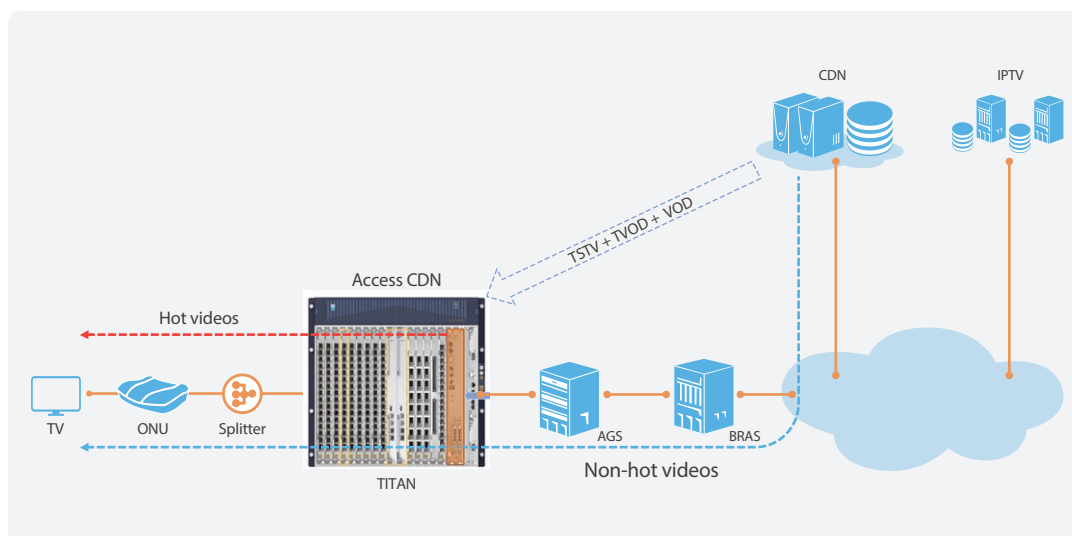 CDN
IPTV
TSTV + TVOD + VOD
Access CDN
Hot videos
TV
ONU
Splitter
AGS
BRAS
Non-hot videos
TITAN